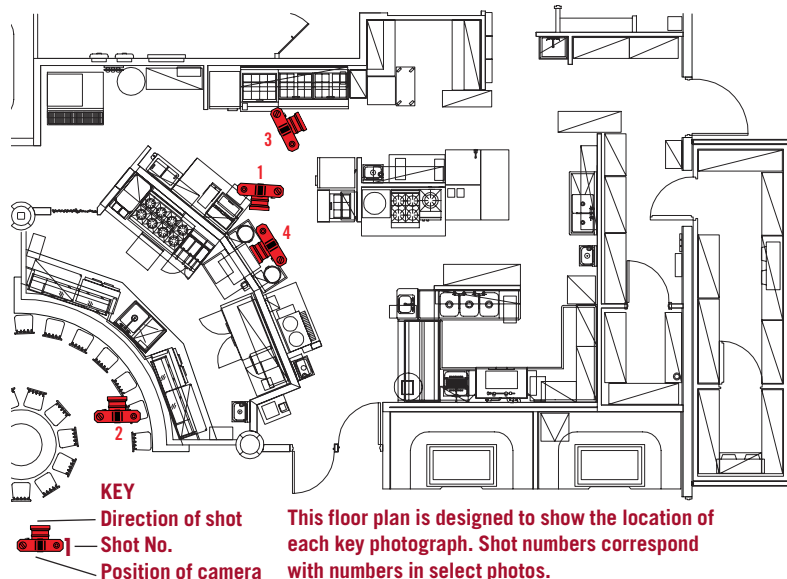 3
1
4
2
KEY
Direction of shot
1 Shot No.
Position of camera
This floor plan is designed to show the location of
each key photograph. Shot numbers correspond
with numbers in select photos.